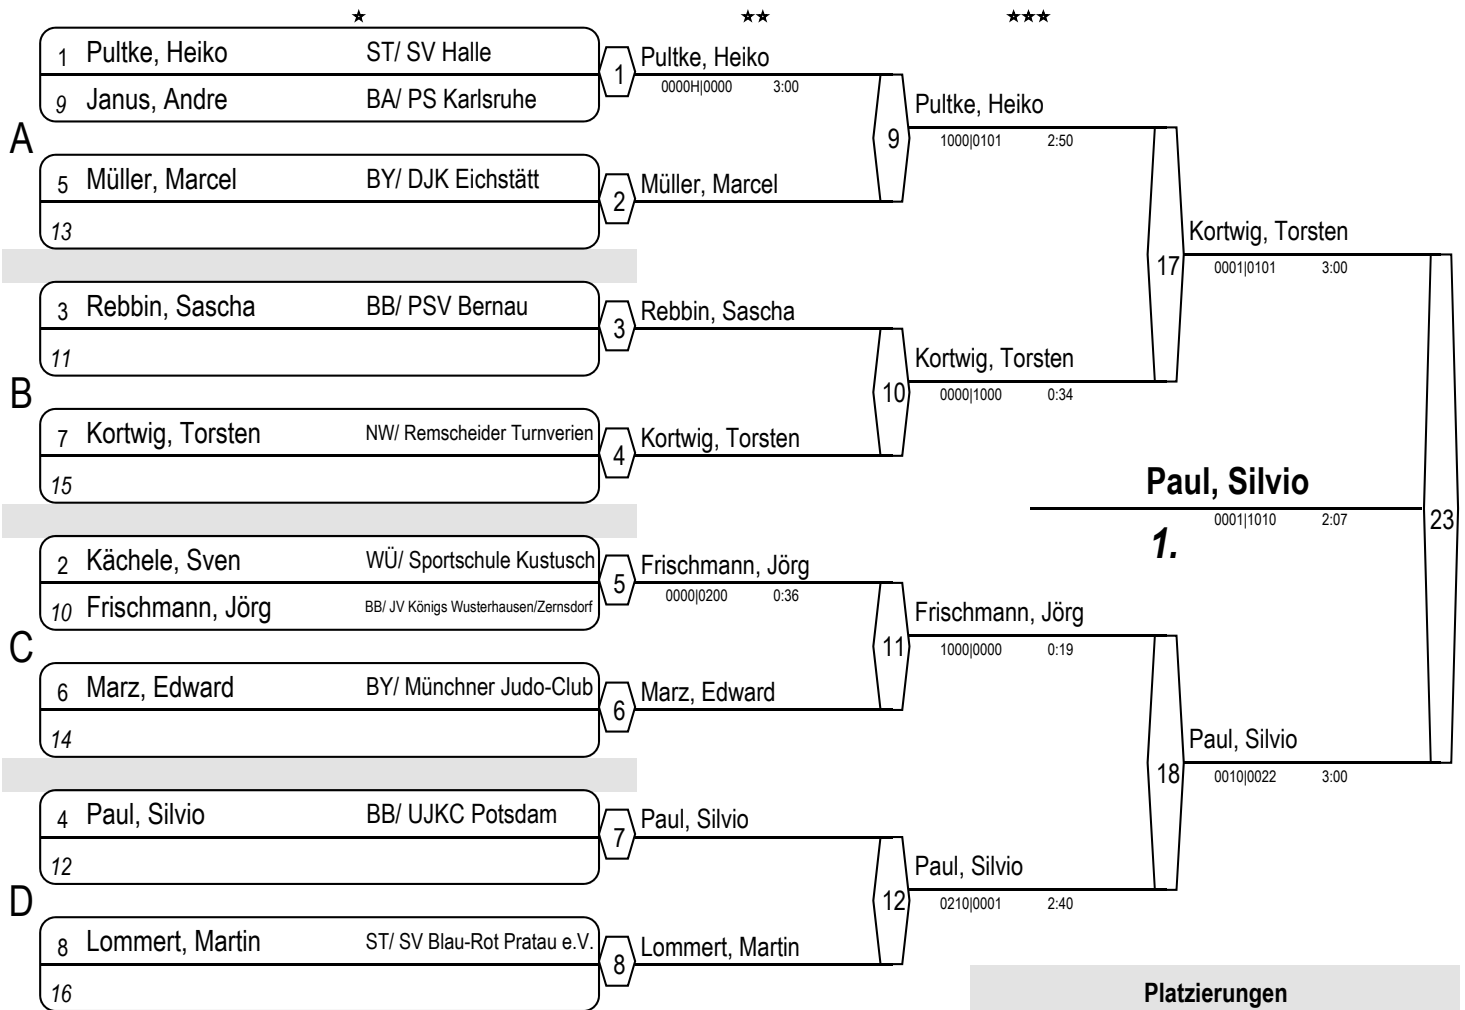 1 Pultke, Heiko ST/ SV Halle
9 Janus, Andre BA/ PS Karlsruhe
A
5 Müller, Marcel BY/ DJK Eichstätt
13
3 Rebbin, Sascha BB/ PSV Bernau
11
B
7 Kortwig, Torsten NW/ Remscheider Turnverien
15
2 Kächele, Sven WÜ/ Sportschule Kustusch
10 Frischmann, Jörg BB/ JV Königs Wusterhausen/Zernsdorf
C
6 Marz, Edward BY/ Münchner Judo-Club
14
4 Paul, Silvio BB/ UJKC Potsdam
12
D
8 Lommert, Martin ST/ SV Blau-Rot Pratau e.V.
16
1 Pultke, Heiko
0000H|0000 3:00
2 Müller, Marcel
3 Rebbin, Sascha
4 Kortwig, Torsten
5 Frischmann, Jörg
0000|0200 0:36
6 Marz, Edward
7 Paul, Silvio
8 Lommert, Martin
9 Pultke, Heiko
1000|0101 2:50
10 Kortwig, Torsten
0000|1000 0:34
11 Frischmann, Jörg
1000|0000 0:19
12 Paul, Silvio
0210|0001 2:40
17 Kortwig, Torsten
0001|0101 3:00
18 Paul, Silvio
0010|0022 3:00
Paul, Silvio
0001|1010 2:07
23
1.
Platzierungen